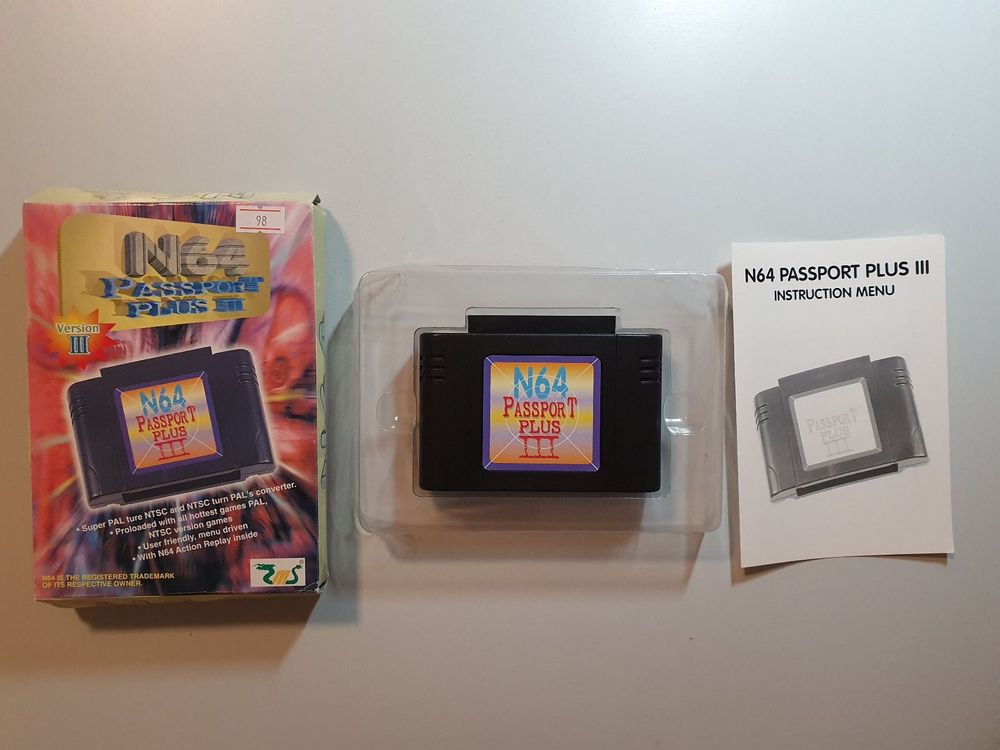 98
N64
PASSPORT
PLUS III
Version
III
N64
PASSPORT
PLUS
III
• Super PAL ture NTSC and NTSC turn PAL's converter.
• Proloaded with all hottest games PAL,
NTSC version games
• User friendly, menu driven
• With N64 Action Replay inside
N64 IS THE REGISTERED TRADEMARK
OF ITS RESPECTIVE OWNER.
N64
PASSPORT
PLUS
III
N64 PASSPORT PLUS III
INSTRUCTION MENU
PASSPORT
PLUS
III